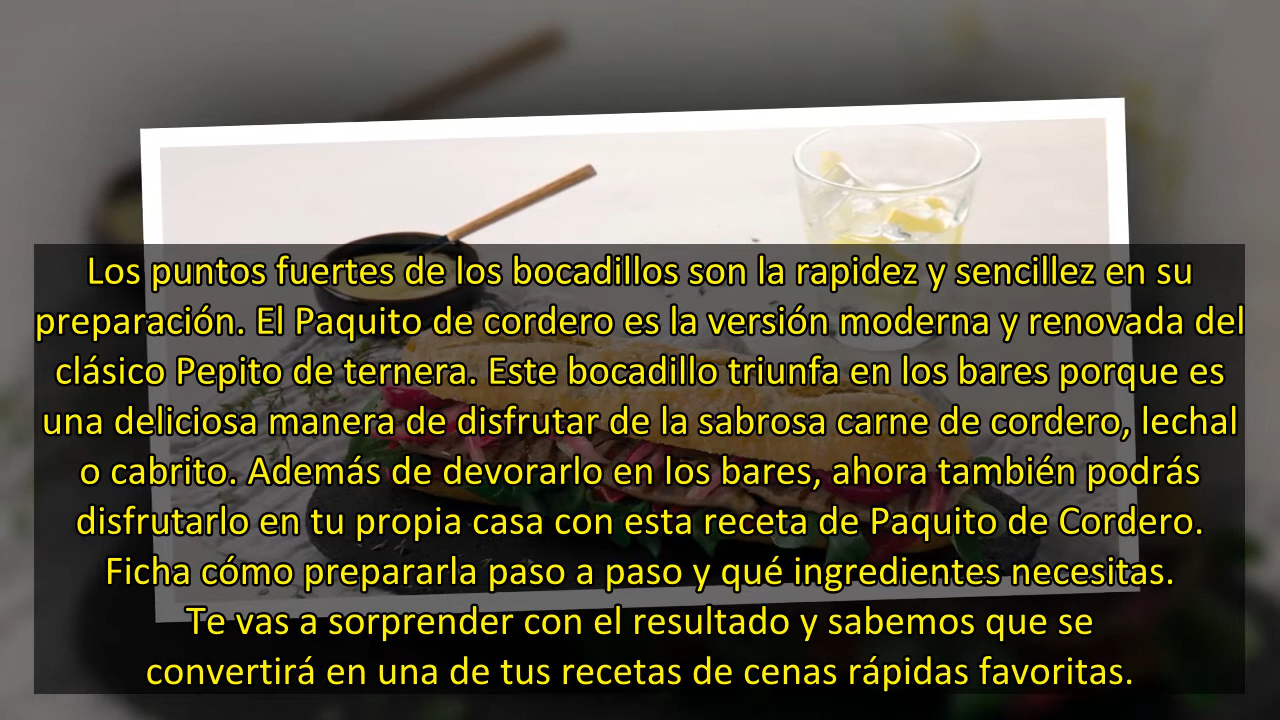 Los puntos fuertes de los bocadillos son la rapidez y sencillez en su
preparación. El Paquito de cordero es la versión moderna y renovada del
clásico Pepito de ternera. Este bocadillo triunfa en los bares porque es
una deliciosa manera de disfrutar de la sabrosa carne de cordero, lechal
o cabrito. Además de devorarlo en los bares, ahora también podrás
disfrutarlo en tu propia casa con esta receta de Paquito de Cordero.
Ficha cómo prepararla paso a paso y qué ingredientes necesitas.
Te vas a sorprender con el resultado y sabemos que se
convertirá en una de tus recetas de cenas rápidas favoritas.